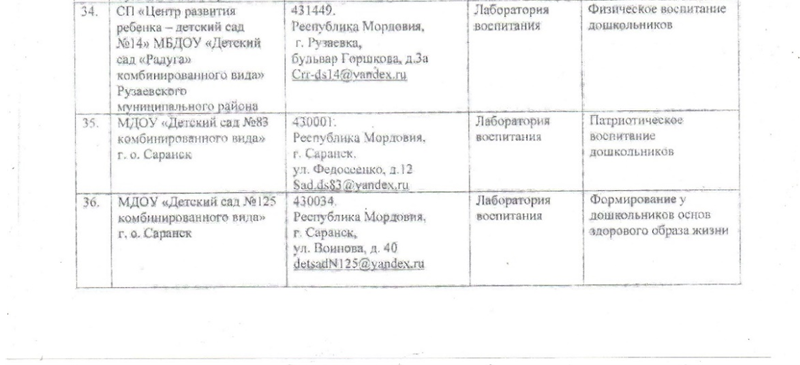 34.
СП «Центр развития
ребенка – детский сад
№14» МБДОУ «Детский
сад «Радуга»
комбинированного вида»
Рузаевского
муниципального района
431449.
Республика Мордовия,
г. Рузаевка,
бульвар Горшкова, д.3а
Crr-ds14@yandex.ru
Лаборатория
воспитания
Физическое воспитание
дошкольников
35.
МДОУ «Детский сад №83
комбинированного вида»
г. о. Саранск
430001.
Республика Мордовия,
г. Саранск,
ул. Федосеенко, д.12
Sad.ds83@yandex.ru
Лаборатория
воспитания
Патриотическое
воспитание
дошкольников
36.
МДОУ «Детский сад №125
комбинированного вида»
г. о. Саранск
430034.
Республика Мордовия,
г. Саранск,
ул. Воинова, д. 40
detsadN125@yandex.ru
Лаборатория
воспитания
Формирование у
дошкольников основ
здорового образа жизни